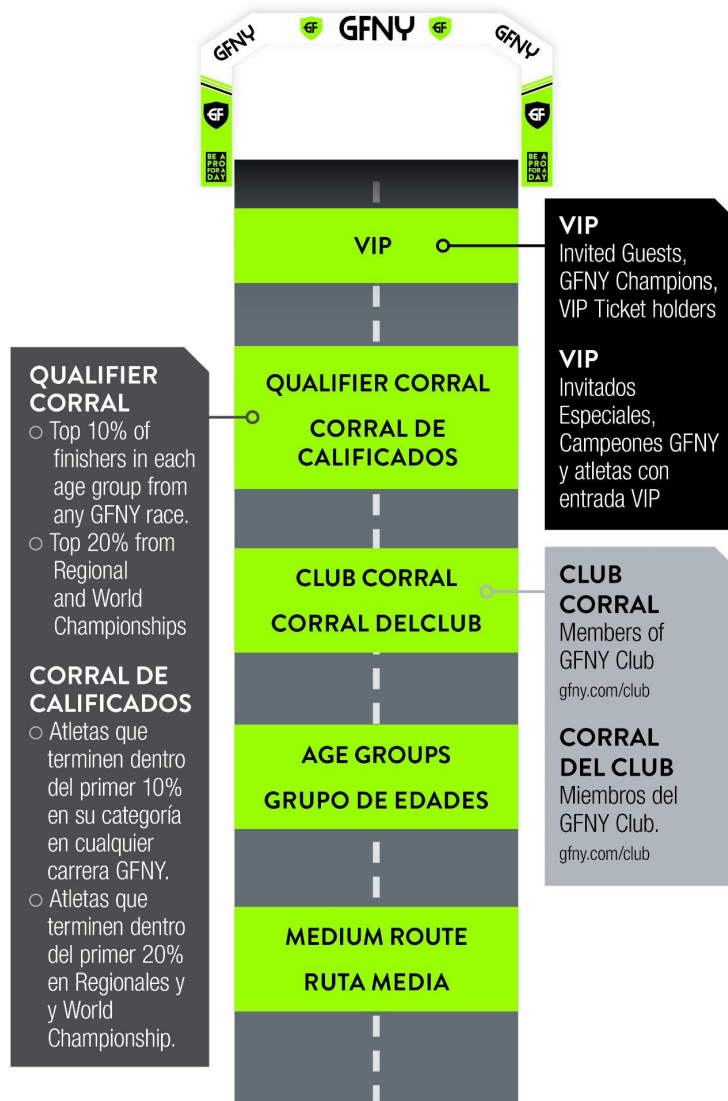 GFNY
GF
GFNY
GF
GFNY
GF
GF
BE A
PRO
FOR A
DAY
BE A
PRO
FOR A
DAY
VIP
VIP
Invited Guests,
GFNY Champions,
VIP Ticket holders
VIP
Invitados
Especiales,
Campeones GFNY
y atletas con
entrada VIP
QUALIFIER CORRAL
CORRAL DE
CALIFICADOS
QUALIFIER
CORRAL
Top 10% of
finishers in each
age group from
any GFNY race.
Top 20% from
Regional
and World
Championships
CORRAL DE
CALIFICADOS
Atletas que
terminen dentro
del primer 10%
en su categoría
en cualquier
carrera GFNY.
Atletas que
terminen dentro
del primer 20%
en Regionales y
y World
Championship.
CLUB CORRAL
CORRAL DELCLUB
CLUB
CORRAL
Members of
GFNY Club
gfny.com/club
CORRAL
DEL CLUB
Miembros del
GFNY Club.
gfny.com/club
AGE GROUPS
GRUPO DE EDADES
MEDIUM ROUTE
RUTA MEDIA